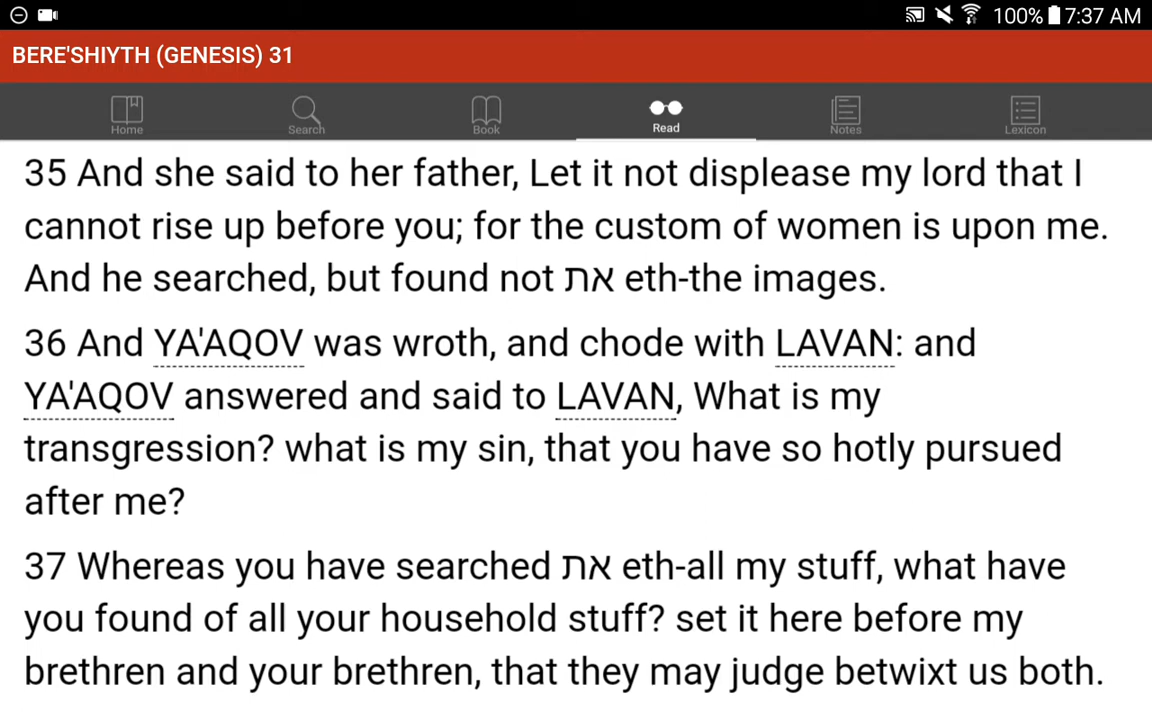 100% 7:37 AM
BERE'SHIYTH (GENESIS) 31
Home Search Book Read Notes Lexicon
35 And she said to her father, Let it not displease my lord that I
cannot rise up before you; for the custom of women is upon me.
And he searched, but found not את eth-the images.
36 And YA'AQOV was wroth, and chode with LAVAN: and
YA'AQOV answered and said to LAVAN, What is my
transgression? what is my sin, that you have so hotly pursued
after me?
37 Whereas you have searched את eth-all my stuff, what have
you found of all your household stuff? set it here before my
brethren and your brethren, that they may judge betwixt us both.